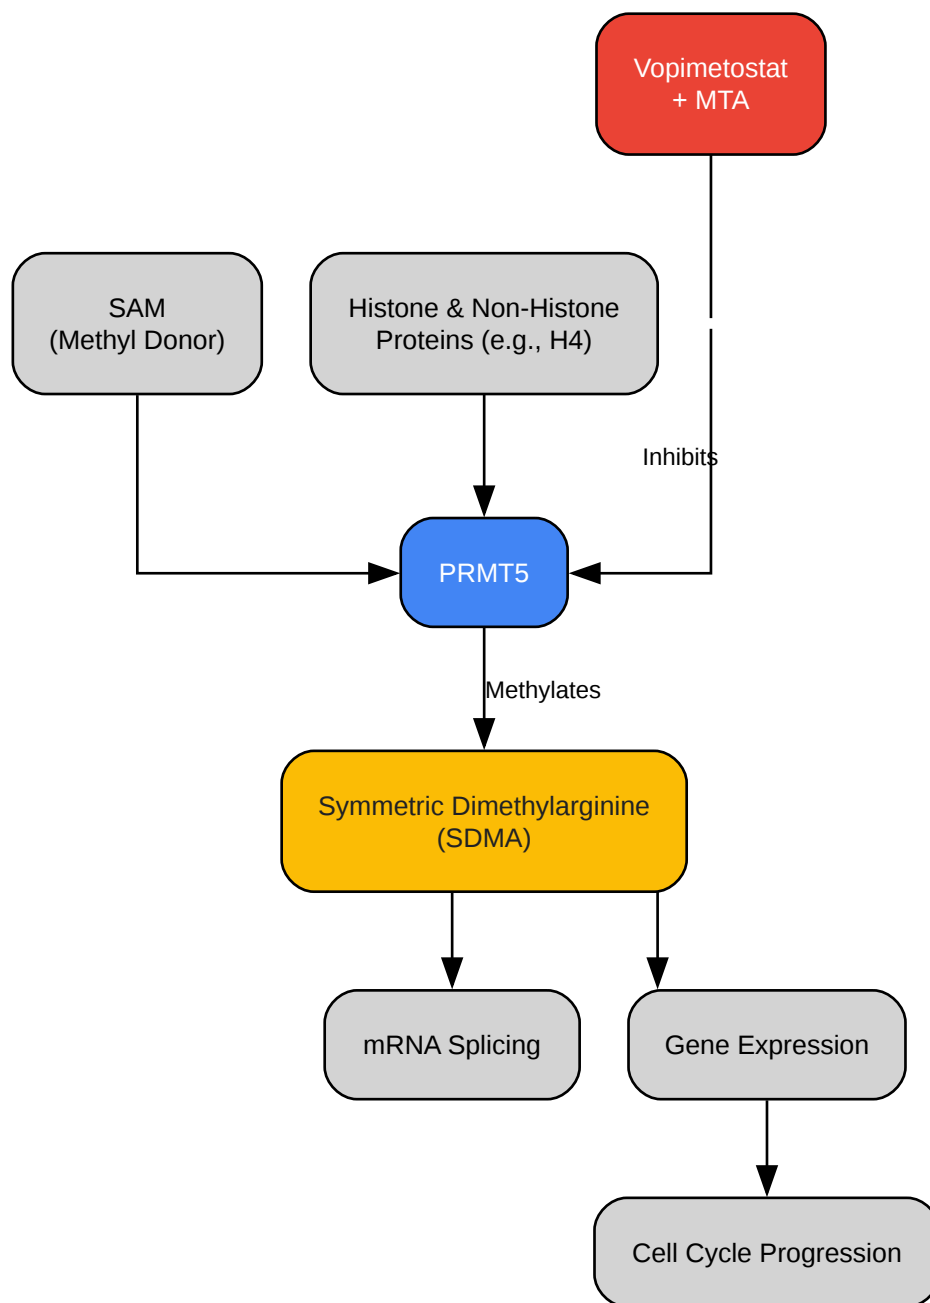 Vopimetostat
+ MTA
SAM
(Methyl Donor)
Histone & Non-Histone
Proteins (e.g., H4)
Inhibits
PRMT5
Methylates
Symmetric Dimethylarginine
(SDMA)
mRNA Splicing
Gene Expression
Cell Cycle Progression